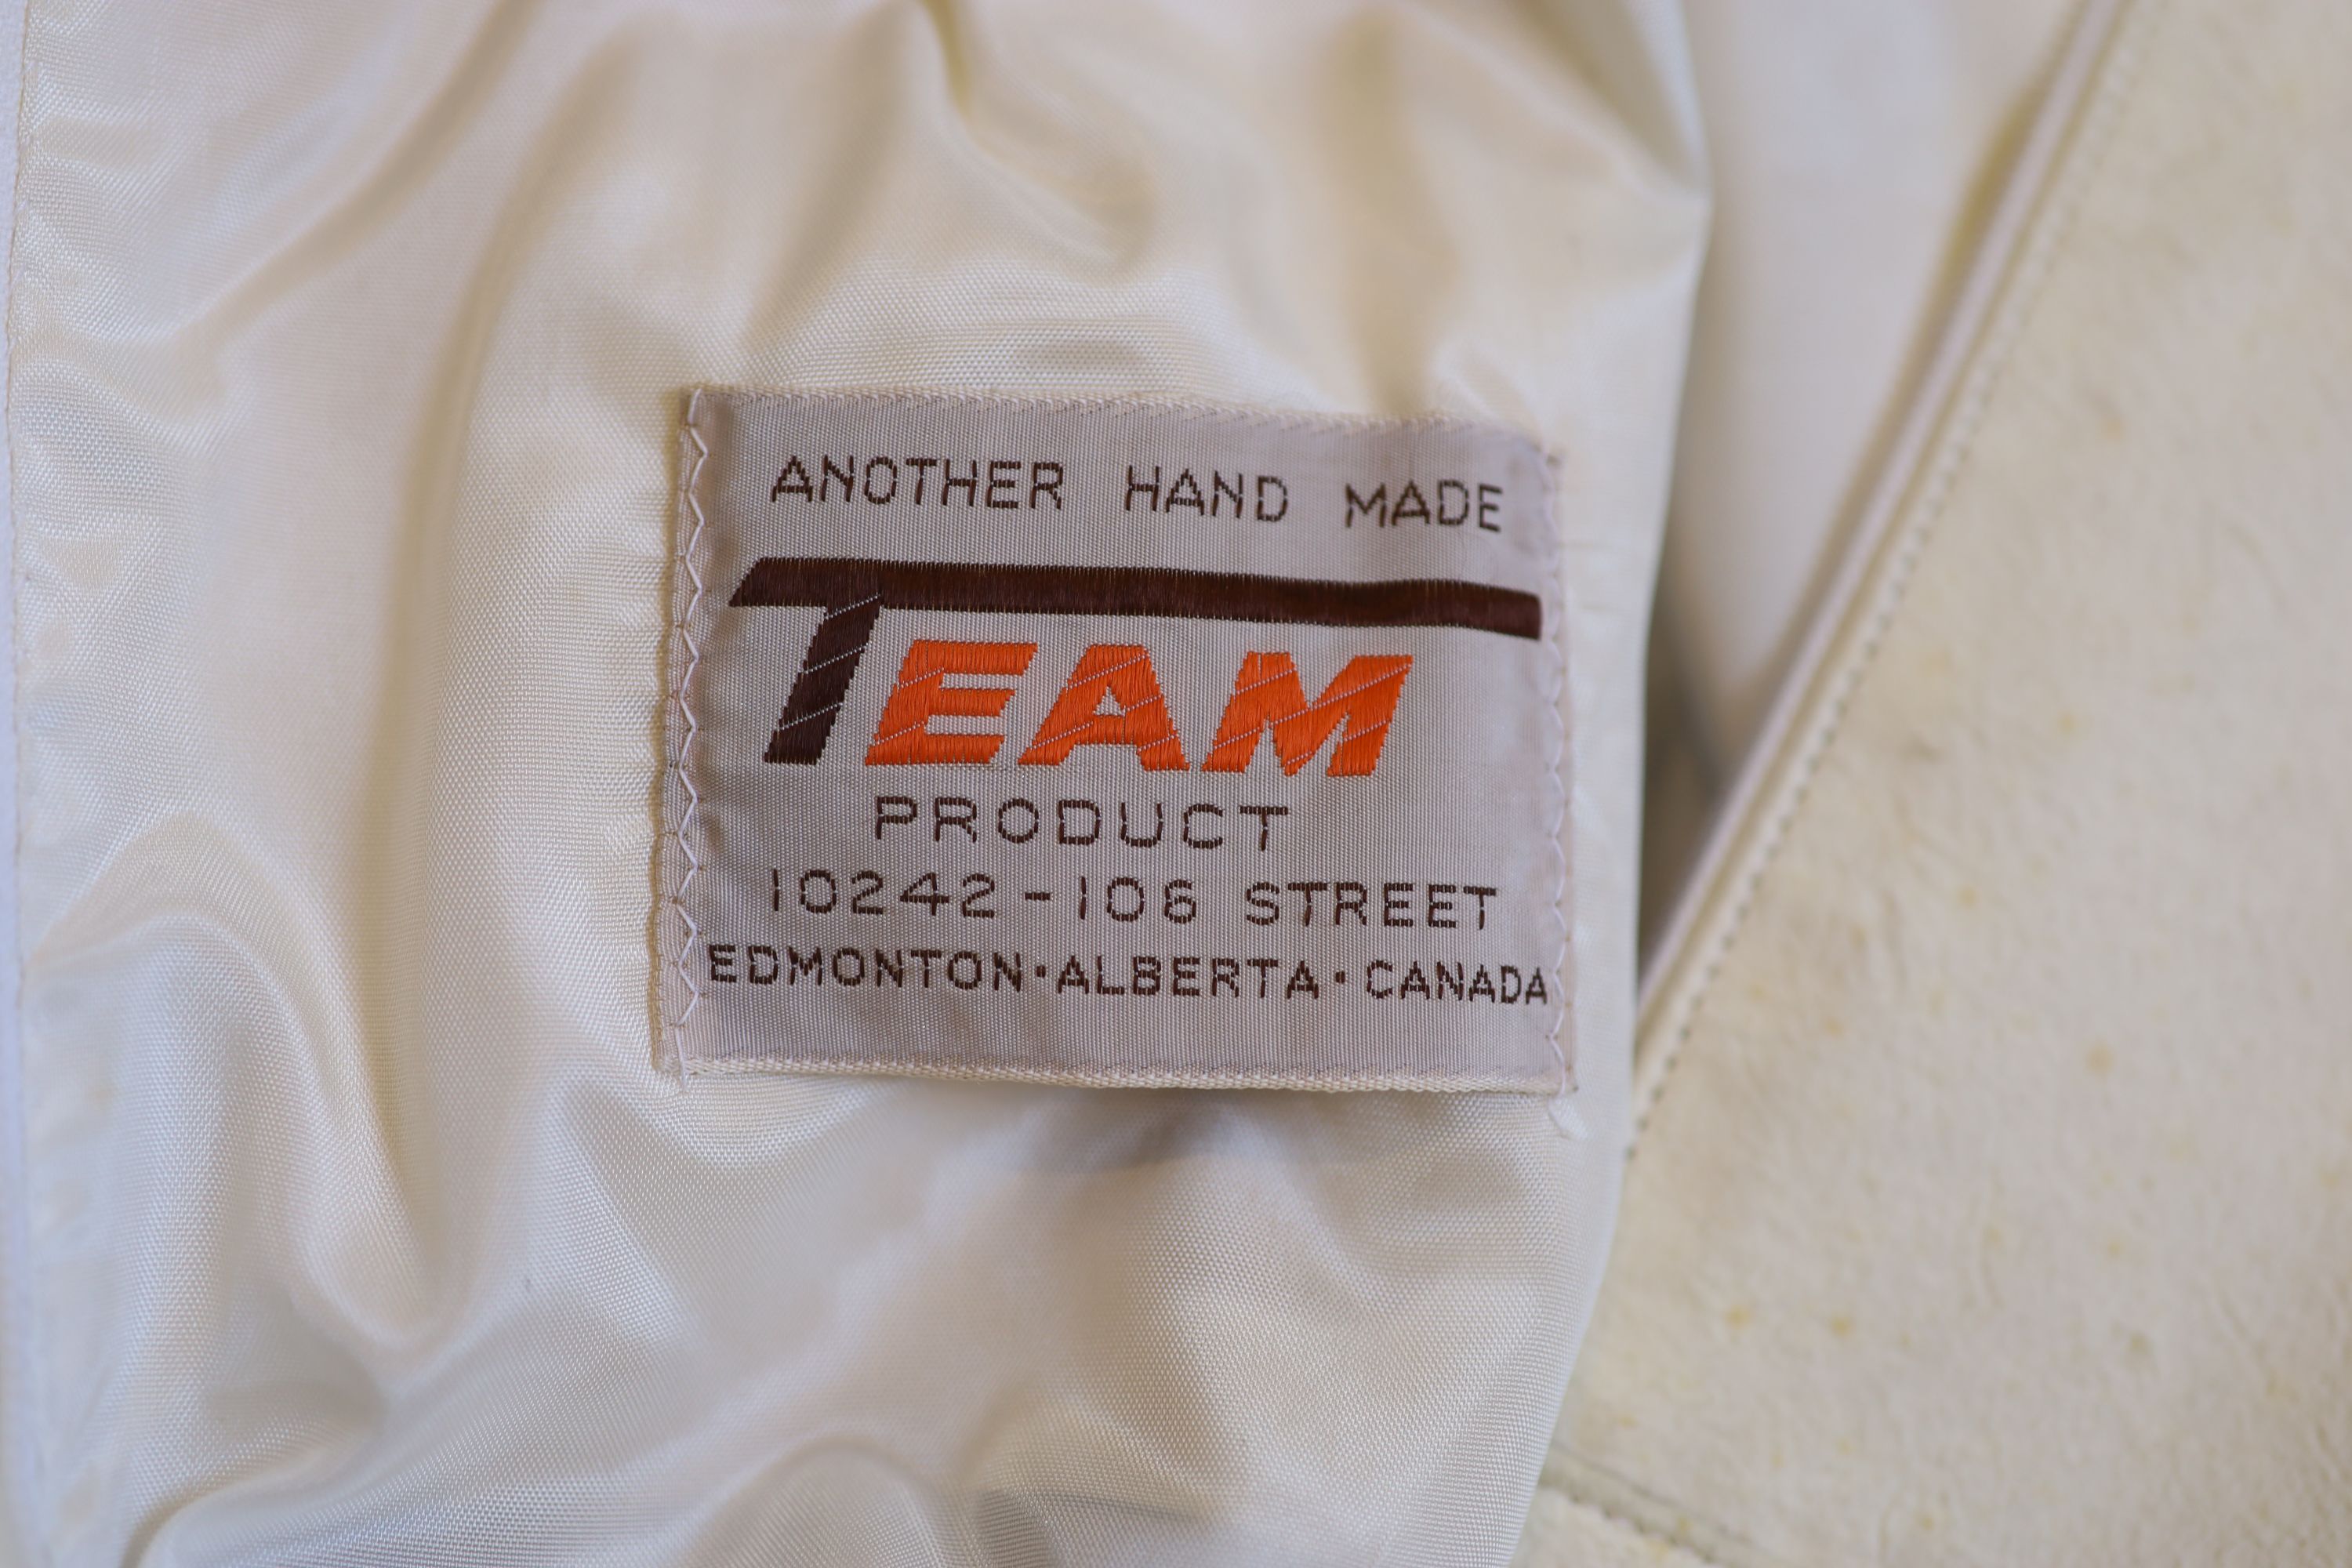 ANOTHER HAND MADE
TEAM
PRODUCT
10242-106 STREET
EDMONTON·ALBERTA·CANADA